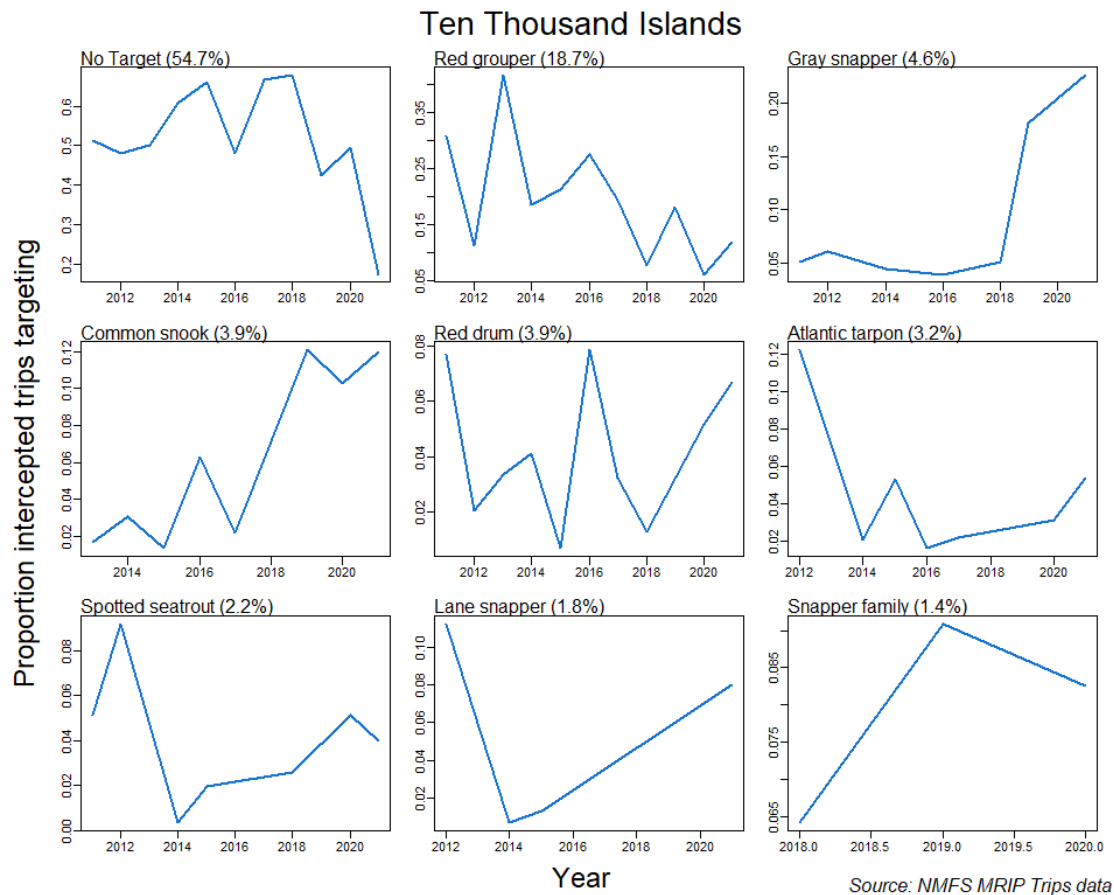 Ten Thousand Islands
No Target (54.7%)
Red grouper (18.7%)
Gray snapper (4.6%)
0.6
0.5
0.4
0.3
0.2
2012 2014 2016 2018 2020
0.35
0.25
0.15
0.05
2012 2014 2016 2018 2020
0.20
0.15
0.10
0.05
2012 2014 2016 2018 2020
Proportion intercepted trips targeting
Common snook (3.9%)
Red drum (3.9%)
Atlantic tarpon (3.2%)
0.12
0.10
0.08
0.06
0.04
0.02
2014 2016 2018 2020
0.08
0.06
0.04
0.02
2012 2014 2016 2018 2020
0.12
0.10
0.08
0.06
0.04
0.02
2012 2014 2016 2018 2020
Spotted seatrout (2.2%)
Lane snapper (1.8%)
Snapper family (1.4%)
0.08
0.06
0.04
0.02
0.00
2012 2014 2016 2018 2020
0.10
0.08
0.06
0.04
0.02
2012 2014 2016 2018 2020
0.085
0.075
0.065
2018.0 2018.5 2019.0 2019.5 2020.0
Year
Source: NMFS MRIP Trips data